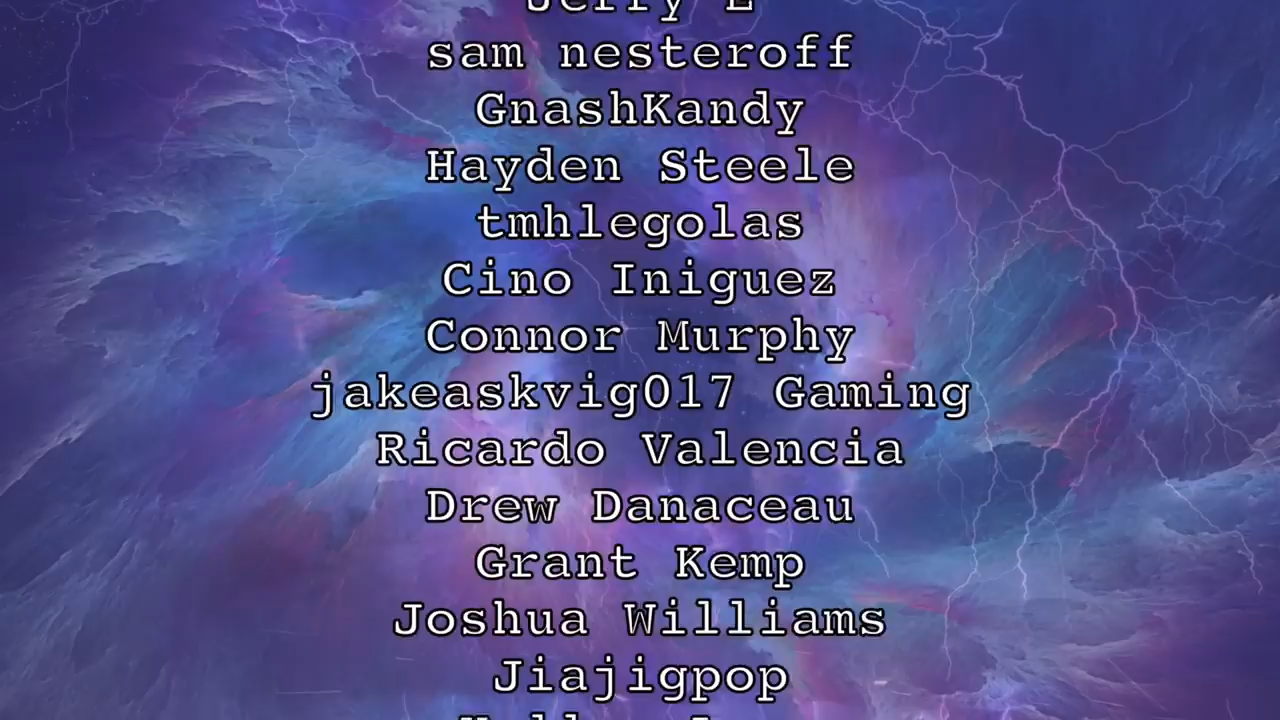 sam nesteroff
GnashKandy
Hayden Steele
tmhlegolas
Cino Iniguez
Connor Murphy
jakeaskvig017 Gaming
Ricardo Valencia
Drew Danaceau
Grant Kemp
Joshua Williams
Jiajigpop